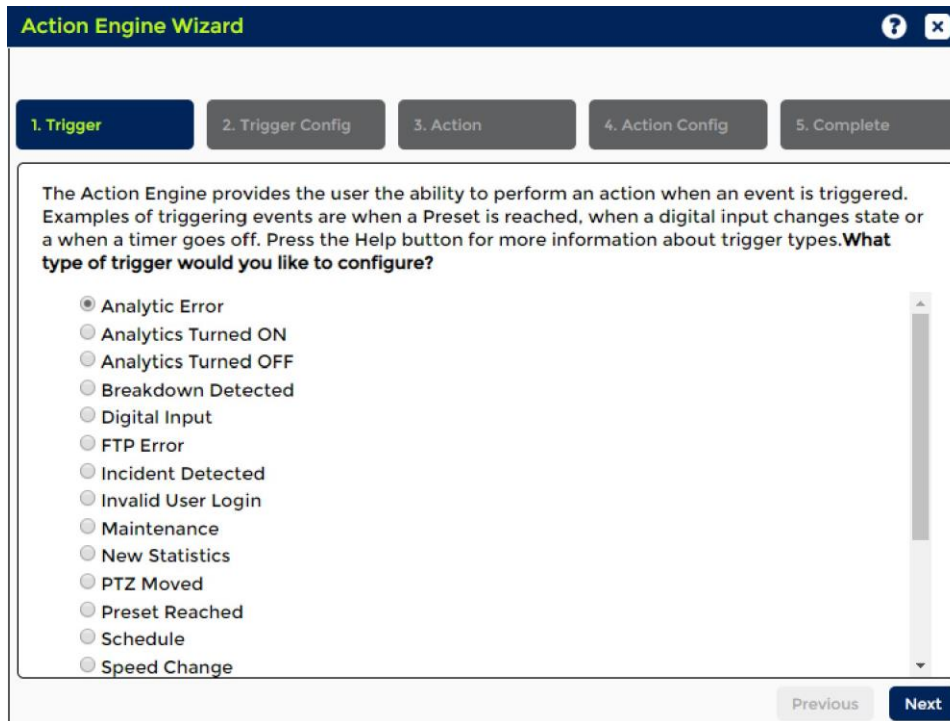 Action Engine Wizard
?
1. Trigger
2. Trigger Config
3. Action
4. Action Config
5. Complete
The Action Engine provides the user the ability to perform an action when an event is triggered.
Examples of triggering events are when a Preset is reached, when a digital input changes state or
a when a timer goes off. Press the Help button for more information about trigger types.What
type of trigger would you like to configure?
Analytic Error
Analytics Turned ON
Analytics Turned OFF
Breakdown Detected
Digital Input
FTP Error
Incident Detected
Invalid User Login
Maintenance
New Statistics
PTZ Moved
Preset Reached
Schedule
Speed Change
Previous
Next